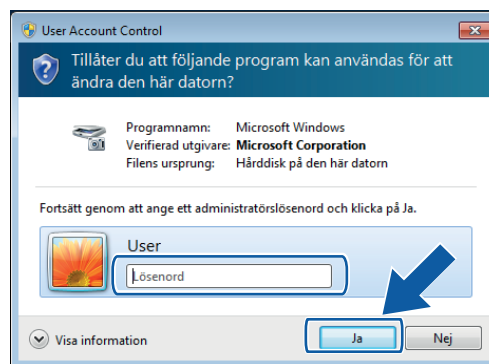 User Account Control
Tillåter du att följande program kan användas för att
ändra den här datorn?
Programnamn: Microsoft Windows
Verifierad utgivare: Microsoft Corporation
Filens ursprung: Hårddisk på den här datorn
Fortsätt genom att ange ett administratörslösenord och klicka på Ja.
User
Lösenord
Visa information
Ja
Nej